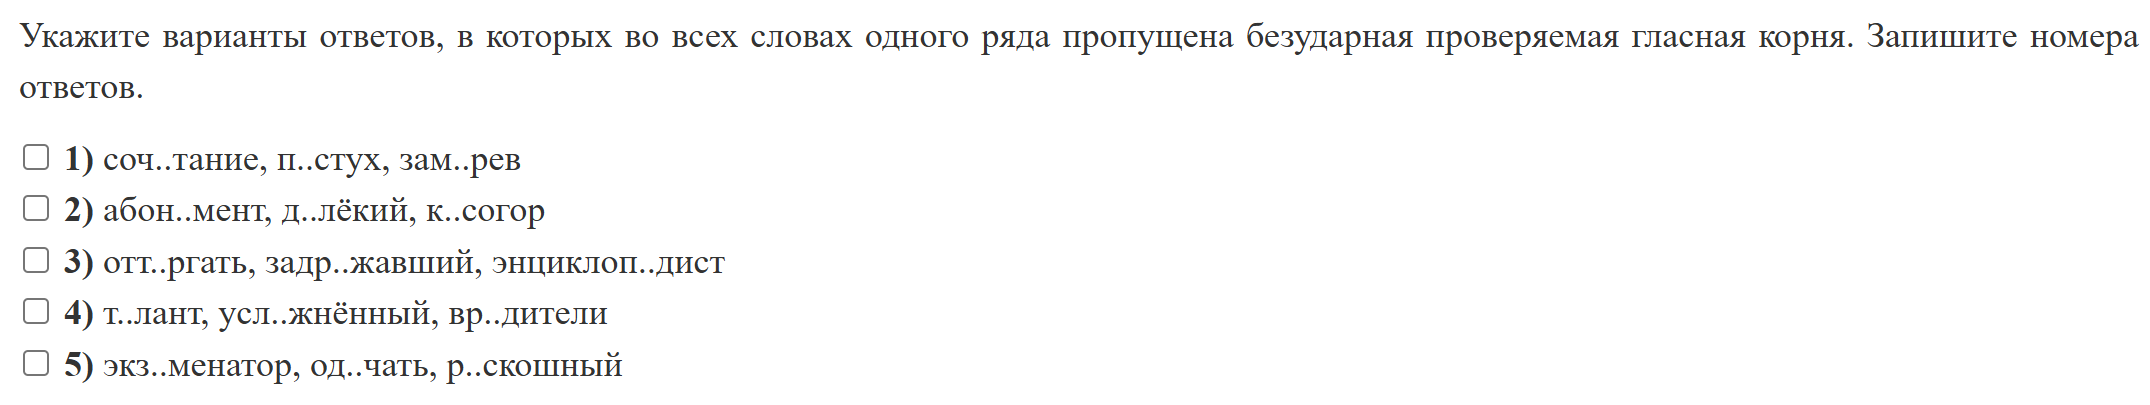 Укажите варианты ответов, в которых во всех словах одного ряда пропущена безударная проверяемая гласная корня. Запишите номера
ответов.
1) соч..тание, п..стух, зам..рев
2) абон..мент, д..лёкий, к..согор
3) отт..ргать, задр..жавший, энциклоп..дист
4) т..лант, усл..жнённый, вр..дители
5) экз..менатор, од..чать, р..скошный